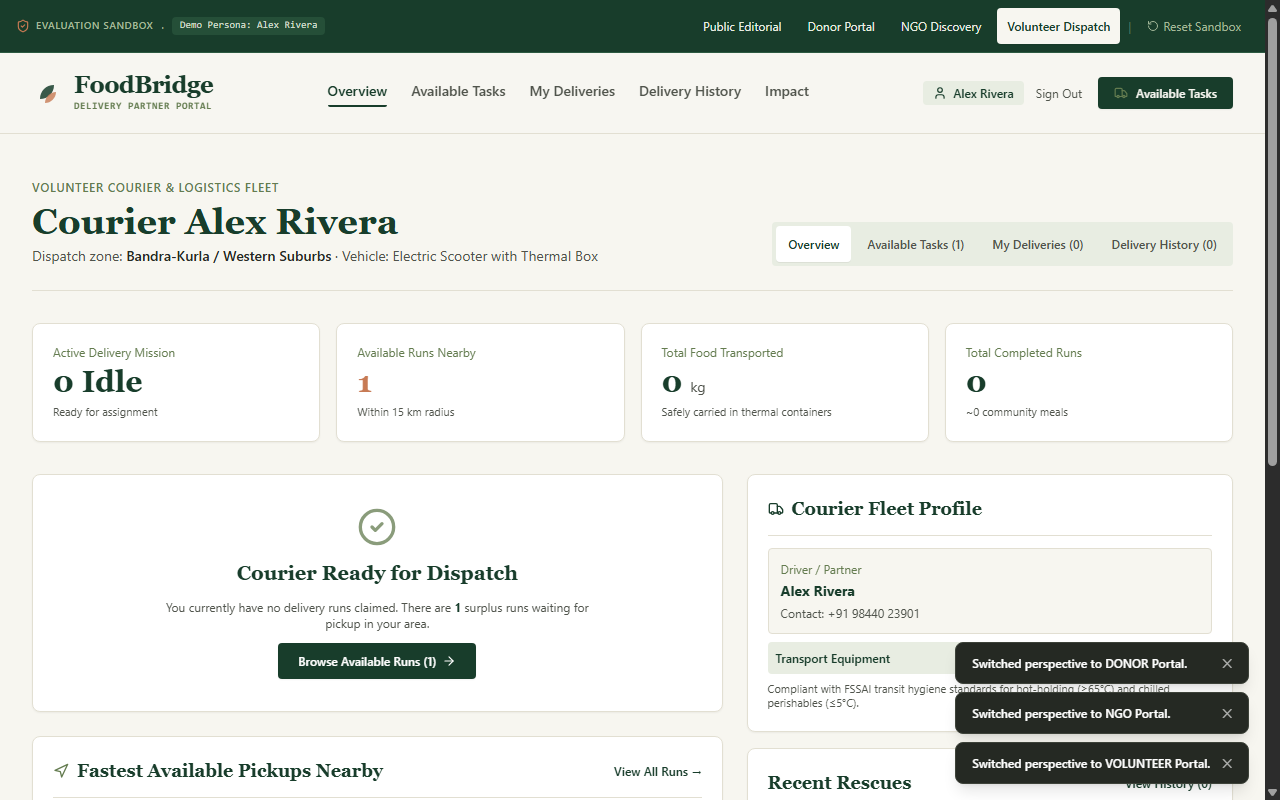 EVALUATION SANDBOX . Demo Persona: Alex Rivera
Public Editorial Donor Portal NGO Discovery Volunteer Dispatch | Reset Sandbox
FoodBridge
DELIVERY PARTNER PORTAL
Overview Available Tasks My Deliveries Delivery History Impact
Alex Rivera Sign Out Available Tasks
VOLUNTEER COURIER & LOGISTICS FLEET
Courier Alex Rivera
Dispatch zone: Bandra-Kurla / Western Suburbs · Vehicle: Electric Scooter with Thermal Box
Overview Available Tasks (1) My Deliveries (0) Delivery History (0)
Active Delivery Mission
0 Idle
Ready for assignment
Available Runs Nearby
1
Within 15 km radius
Total Food Transported
0 kg
Safely carried in thermal containers
Total Completed Runs
0
~0 community meals
Courier Ready for Dispatch
You currently have no delivery runs claimed. There are 1 surplus runs waiting for
pickup in your area.
Browse Available Runs (1) →
Courier Fleet Profile
Driver / Partner
Alex Rivera
Contact: +91 98440 23901
Transport Equipment
Compliant with FSSAI transit hygiene standards for hot-holding (≥65°C) and chilled
perishables (≤5°C).
Fastest Available Pickups Nearby
View All Runs →
Recent Rescues
View History (0)
Switched perspective to DONOR Portal.
Switched perspective to NGO Portal.
Switched perspective to VOLUNTEER Portal.